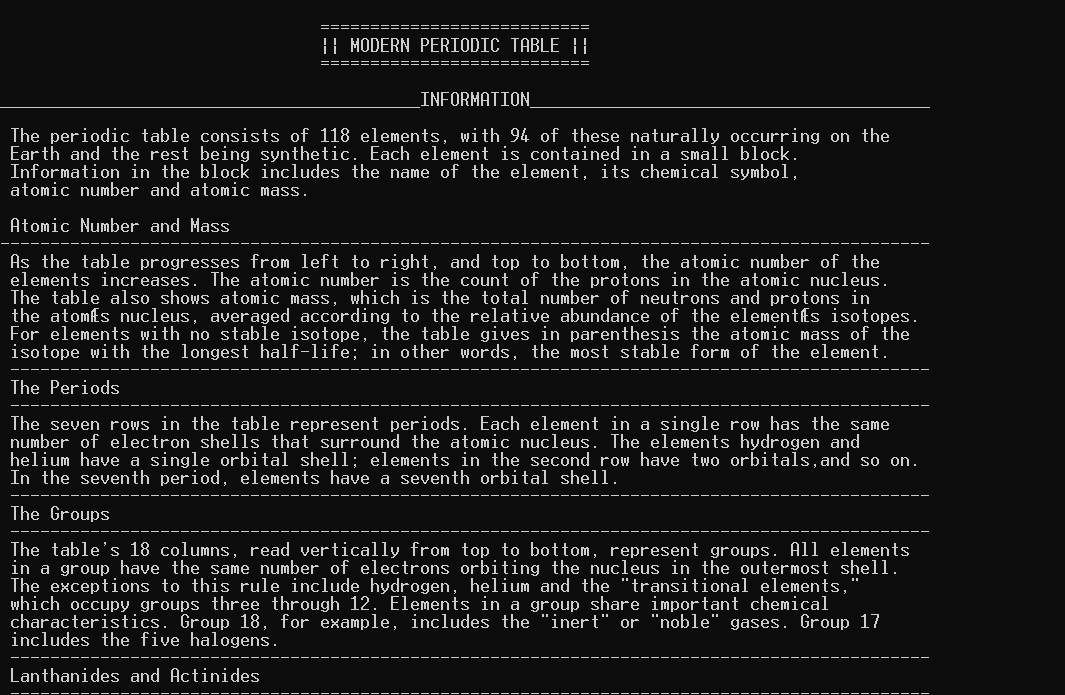 ==========================
|| MODERN PERIODIC TABLE ||
==========================
INFORMATION
The periodic table consists of 118 elements, with 94 of these naturally occurring on the
Earth and the rest being synthetic. Each element is contained in a small block.
Information in the block includes the name of the element, its chemical symbol,
atomic number and atomic mass.
Atomic Number and Mass
As the table progresses from left to right, and top to bottom, the atomic number of the
elements increases. The atomic number is the count of the protons in the atomic nucleus.
The table also shows atomic mass, which is the total number of neutrons and protons in
the atomÆs nucleus, averaged according to the relative abundance of the elementÆs isotopes.
For elements with no stable isotope, the table gives in parenthesis the atomic mass of the
isotope with the longest half-life; in other words, the most stable form of the element.
The Periods
The seven rows in the table represent periods. Each element in a single row has the same
number of electron shells that surround the atomic nucleus. The elements hydrogen and
helium have a single orbital shell; elements in the second row have two orbitals,and so on.
In the seventh period, elements have a seventh orbital shell.
The Groups
The table's 18 columns, read vertically from top to bottom, represent groups. All elements
in a group have the same number of electrons orbiting the nucleus in the outermost shell.
The exceptions to this rule include hydrogen, helium and the "transitional elements,"
which occupy groups three through 12. Elements in a group share important chemical
characteristics. Group 18, for example, includes the "inert" or "noble" gases. Group 17
includes the five halogens.
Lanthanides and Actinides